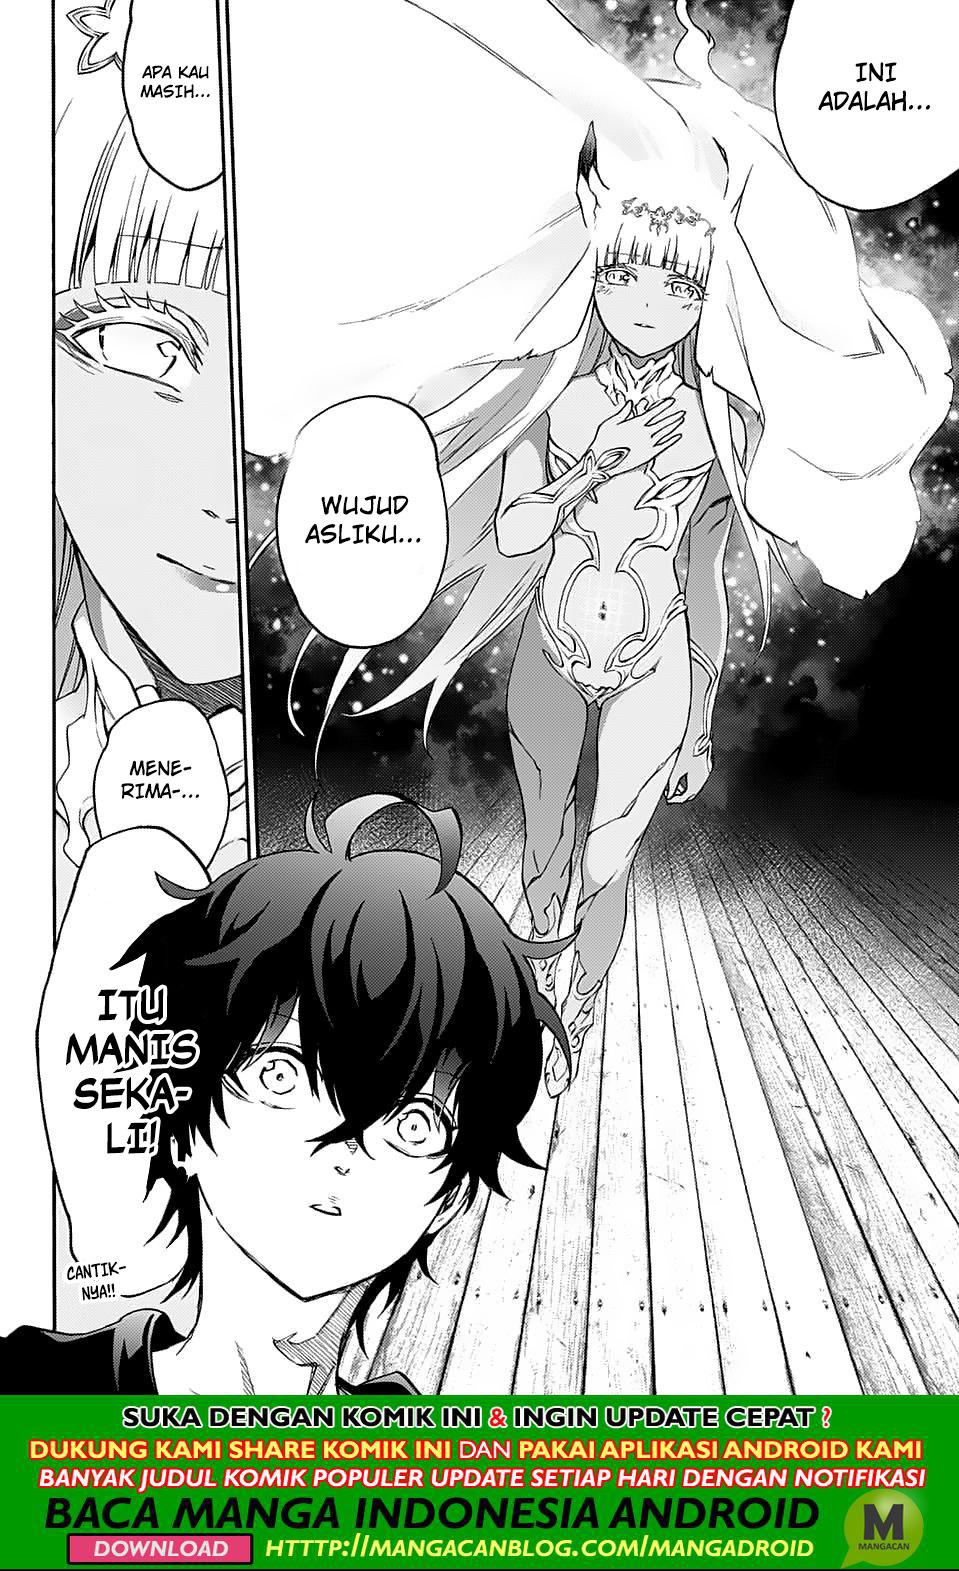 INI
ADALAH...
WUJUD
ASLIKU...
APA KAU
MASIH...
MENE-
RIMA-...
ITU
MANIS
SEKA-
LI!
CANTIK-
NYA!!
SUKA DENGAN KOMIK INI & INGIN UPDATE CEPAT ?
DUKUNG KAMI SHARE KOMIK INI DAN PAKAI APLIKASI ANDROID KAMI
BANYAK JUDUL KOMIK POPULER UPDATE SETIAP HARI DENGAN NOTIFIKASI
BACA MANGA INDONESIA ANDROID
DOWNLOAD HTTTP://MANGACANBLOG.COM/MANGADROID
M
MANGACAN